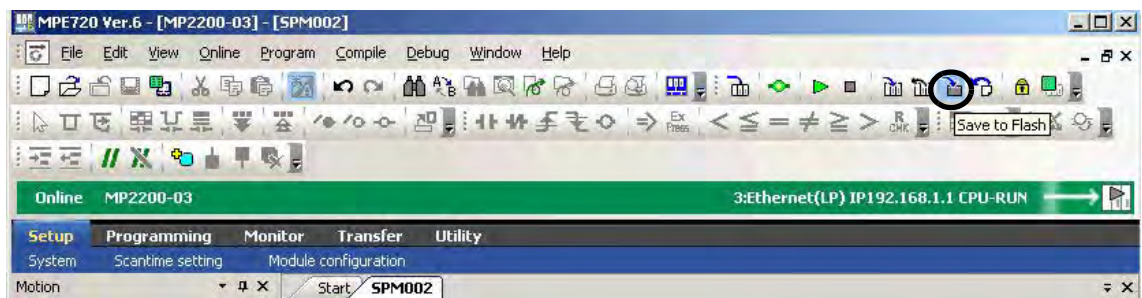 MPE720 Ver.6 - [MP2200-03] - [SPM002]
File Edit View Online Program Compile Debug Window Help
Save to Flash
Online MP2200-03 3:Ethernet(LP) IP192.168.1.1 CPU-RUN
Setup Programming Monitor Transfer Utility
System Scantime setting Module configuration
Motion Start SPM002